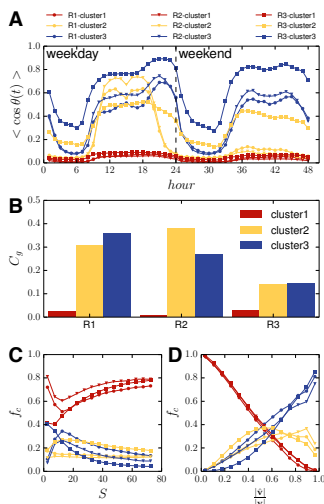 R1-cluster1 R2-cluster1 R3-cluster1
R1-cluster2 R2-cluster2 R3-cluster2
R1-cluster3 R2-cluster3 R3-cluster3
A
weekday weekend
1.0
0.8
0.6
0.4
0.2
0.0
< cos θ(t) >
0 6 12 18 24 30 36 42 48
hour
B
0.5
0.4
0.3
0.2
0.1
0.0
C_g
cluster1
cluster2
cluster3
R1 R2 R3
C
1.0
0.8
0.6
0.4
0.2
0.0
f_c
0 20 40 60 80
S
D
1.0
0.8
0.6
0.4
0.2
0.0
f_c
0.0 0.2 0.4 0.6 0.8 1.0